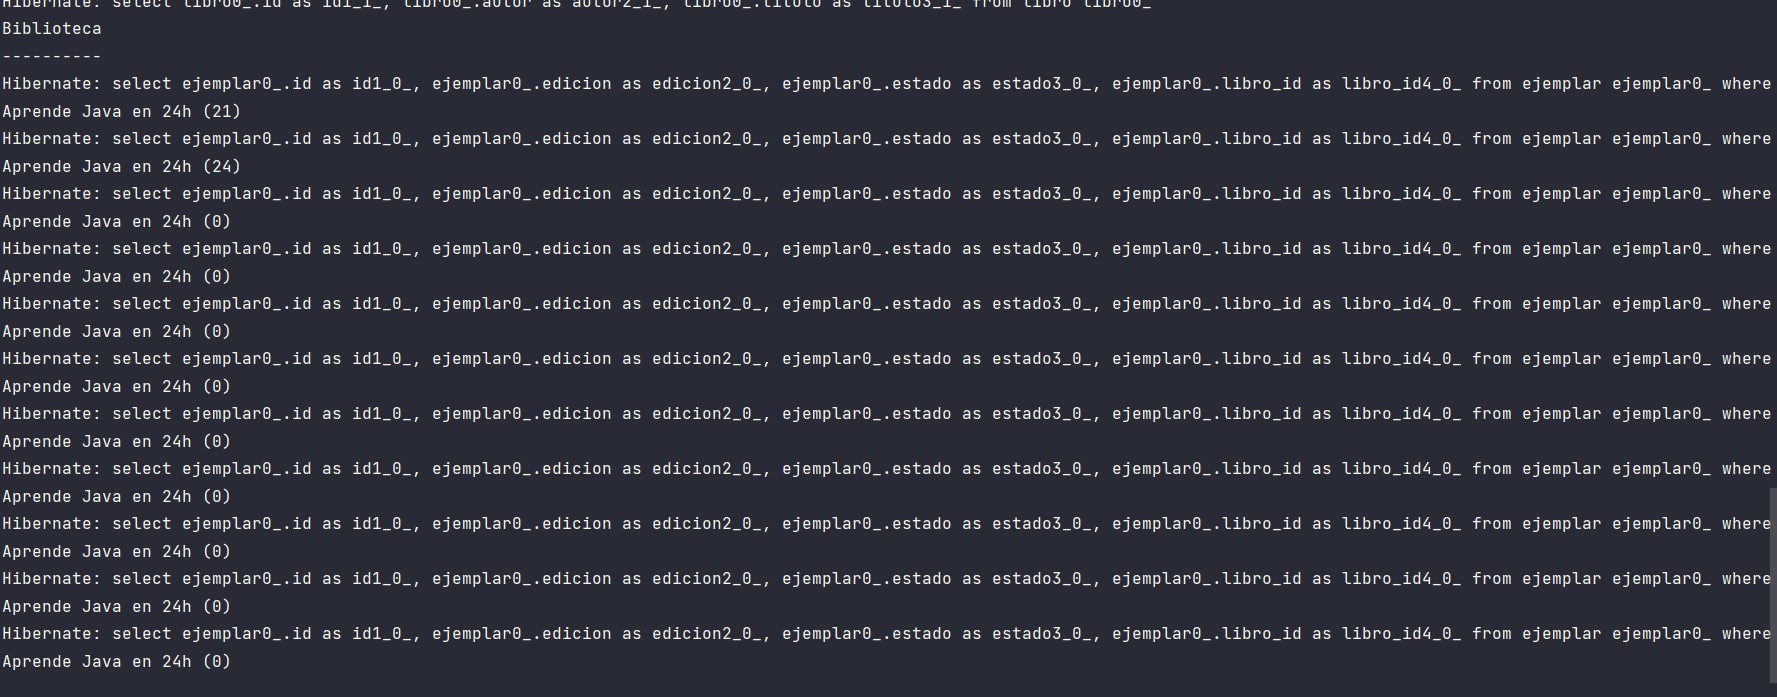 Hibernate: select libro0_.id as id1_1_, libro0_.autor as autor2_1_, libro0_.titulo as titulo3_1_ from libro libro0_
Biblioteca
----------
Hibernate: select ejemplar0_.id as id1_0_, ejemplar0_.edicion as edicion2_0_, ejemplar0_.estado as estado3_0_, ejemplar0_.libro_id as libro_id4_0_ from ejemplar ejemplar0_ where
Aprende Java en 24h (21)
Hibernate: select ejemplar0_.id as id1_0_, ejemplar0_.edicion as edicion2_0_, ejemplar0_.estado as estado3_0_, ejemplar0_.libro_id as libro_id4_0_ from ejemplar ejemplar0_ where
Aprende Java en 24h (24)
Hibernate: select ejemplar0_.id as id1_0_, ejemplar0_.edicion as edicion2_0_, ejemplar0_.estado as estado3_0_, ejemplar0_.libro_id as libro_id4_0_ from ejemplar ejemplar0_ where
Aprende Java en 24h (0)
Hibernate: select ejemplar0_.id as id1_0_, ejemplar0_.edicion as edicion2_0_, ejemplar0_.estado as estado3_0_, ejemplar0_.libro_id as libro_id4_0_ from ejemplar ejemplar0_ where
Aprende Java en 24h (0)
Hibernate: select ejemplar0_.id as id1_0_, ejemplar0_.edicion as edicion2_0_, ejemplar0_.estado as estado3_0_, ejemplar0_.libro_id as libro_id4_0_ from ejemplar ejemplar0_ where
Aprende Java en 24h (0)
Hibernate: select ejemplar0_.id as id1_0_, ejemplar0_.edicion as edicion2_0_, ejemplar0_.estado as estado3_0_, ejemplar0_.libro_id as libro_id4_0_ from ejemplar ejemplar0_ where
Aprende Java en 24h (0)
Hibernate: select ejemplar0_.id as id1_0_, ejemplar0_.edicion as edicion2_0_, ejemplar0_.estado as estado3_0_, ejemplar0_.libro_id as libro_id4_0_ from ejemplar ejemplar0_ where
Aprende Java en 24h (0)
Hibernate: select ejemplar0_.id as id1_0_, ejemplar0_.edicion as edicion2_0_, ejemplar0_.estado as estado3_0_, ejemplar0_.libro_id as libro_id4_0_ from ejemplar ejemplar0_ where
Aprende Java en 24h (0)
Hibernate: select ejemplar0_.id as id1_0_, ejemplar0_.edicion as edicion2_0_, ejemplar0_.estado as estado3_0_, ejemplar0_.libro_id as libro_id4_0_ from ejemplar ejemplar0_ where
Aprende Java en 24h (0)
Hibernate: select ejemplar0_.id as id1_0_, ejemplar0_.edicion as edicion2_0_, ejemplar0_.estado as estado3_0_, ejemplar0_.libro_id as libro_id4_0_ from ejemplar ejemplar0_ where
Aprende Java en 24h (0)
Hibernate: select ejemplar0_.id as id1_0_, ejemplar0_.edicion as edicion2_0_, ejemplar0_.estado as estado3_0_, ejemplar0_.libro_id as libro_id4_0_ from ejemplar ejemplar0_ where
Aprende Java en 24h (0)